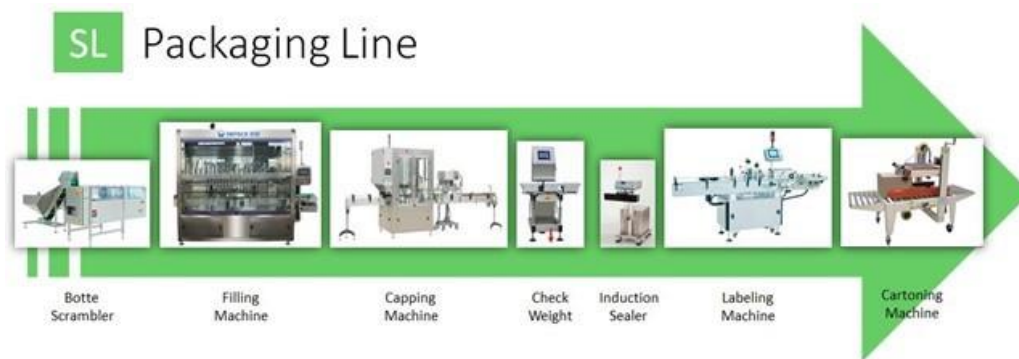 SL Packaging Line
Botte
Scrambler
Filling
Machine
Capping
Machine
Check
Weight
Induction
Sealer
Labeling
Machine
Cartoning
Machine